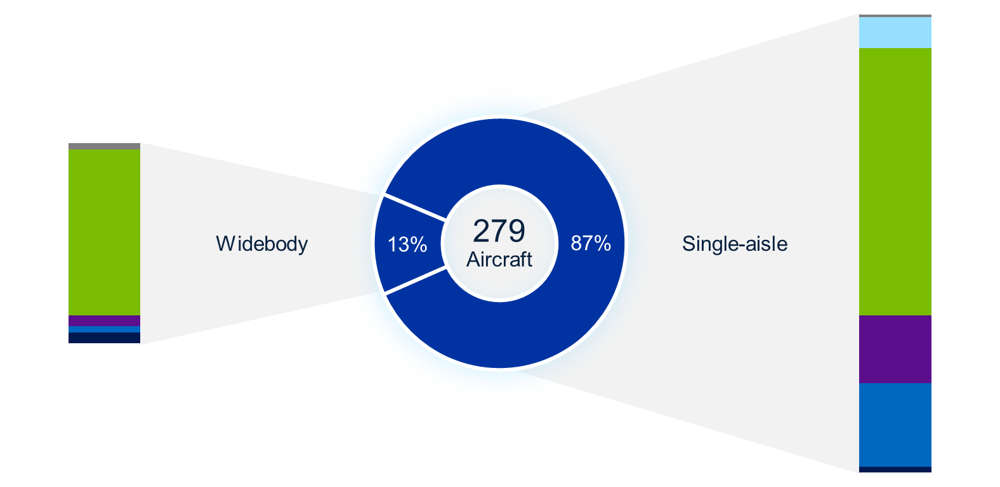 Widebody
13%
279
Aircraft
87%
Single-aisle